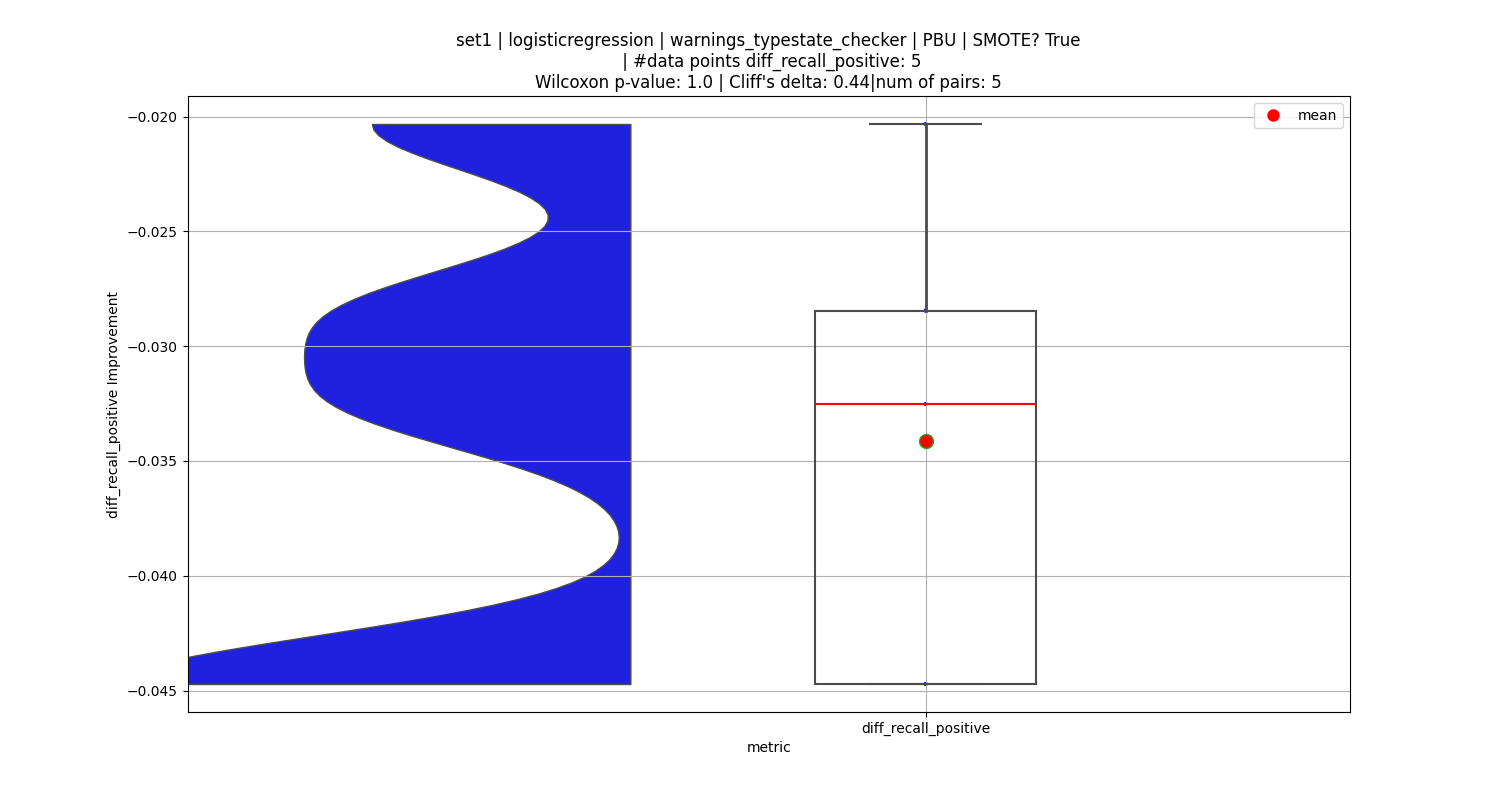 set1 | logisticregression | warnings_typestate_checker | PBU | SMOTE? True
| #data points diff_recall_positive: 5
Wilcoxon p-value: 1.0 | Cliff's delta: 0.44|num of pairs: 5
mean
−0.020
−0.025
−0.030
−0.035
−0.040
−0.045
diff_recall_positive Improvement
diff_recall_positive
metric